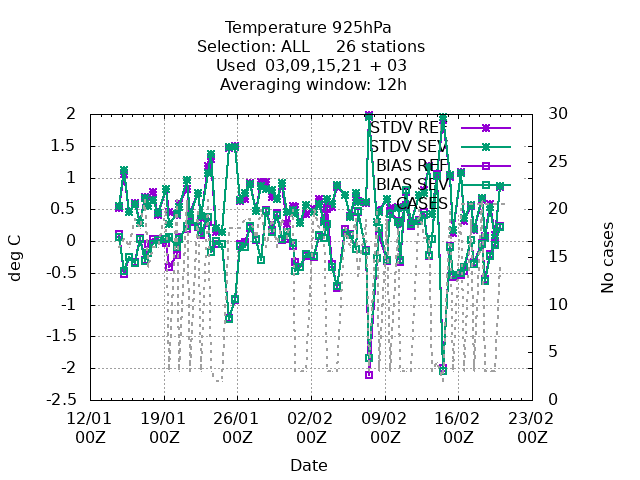 Temperature 925hPa
Selection: ALL 26 stations
Used 03,09,15,21 + 03
Averaging window: 12h
STDV REF
STDV SEV
BIAS REF
BIAS SEV
CASES
2
1.5
1
0.5
0
-0.5
-1
-1.5
-2
-2.5
30
25
20
15
10
5
0
deg C
No cases
12/01 19/01 26/01 02/02 09/02 16/02 23/02
00Z 00Z 00Z 00Z 00Z 00Z 00Z
Date